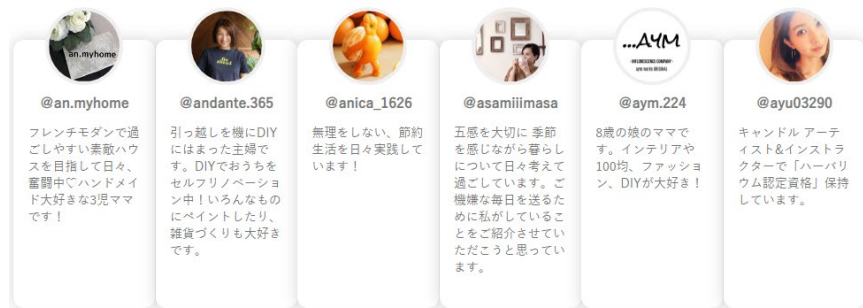 an.myhome
@an.myhome
フレンチモダンで過
ごしやすい素敵ハウ
スを目指して日々、
奮闘中♡ハンドメイ
ド大好きな3児ママ
です！
@andante.365
引っ越しを機にDIY
にはまった主婦で
す。DIYでおうちを
セルフリノベーショ
ン中！いろんなもの
にペイントしたり、
雑貨づくりも大好き
です。
@anica_1626
無理をしない、節約
生活を日々実践して
います！
@asamiiimasa
五感を大切に 季節
を感じながら暮らし
について日々考えて
過ごしています。ご
機嫌な毎日を送るた
めに私がしているこ
とをご紹介させてい
ただこうと思ってい
ます。
...AYM
@aym.224
8歳の娘のママで
す。インテリアや
100均、ファッショ
ン、DIYが大好き！
@ayu03290
キャンドル アーテ
ィスト&インストラ
クターで「ハーバリ
ウム認定資格」保持
しています。